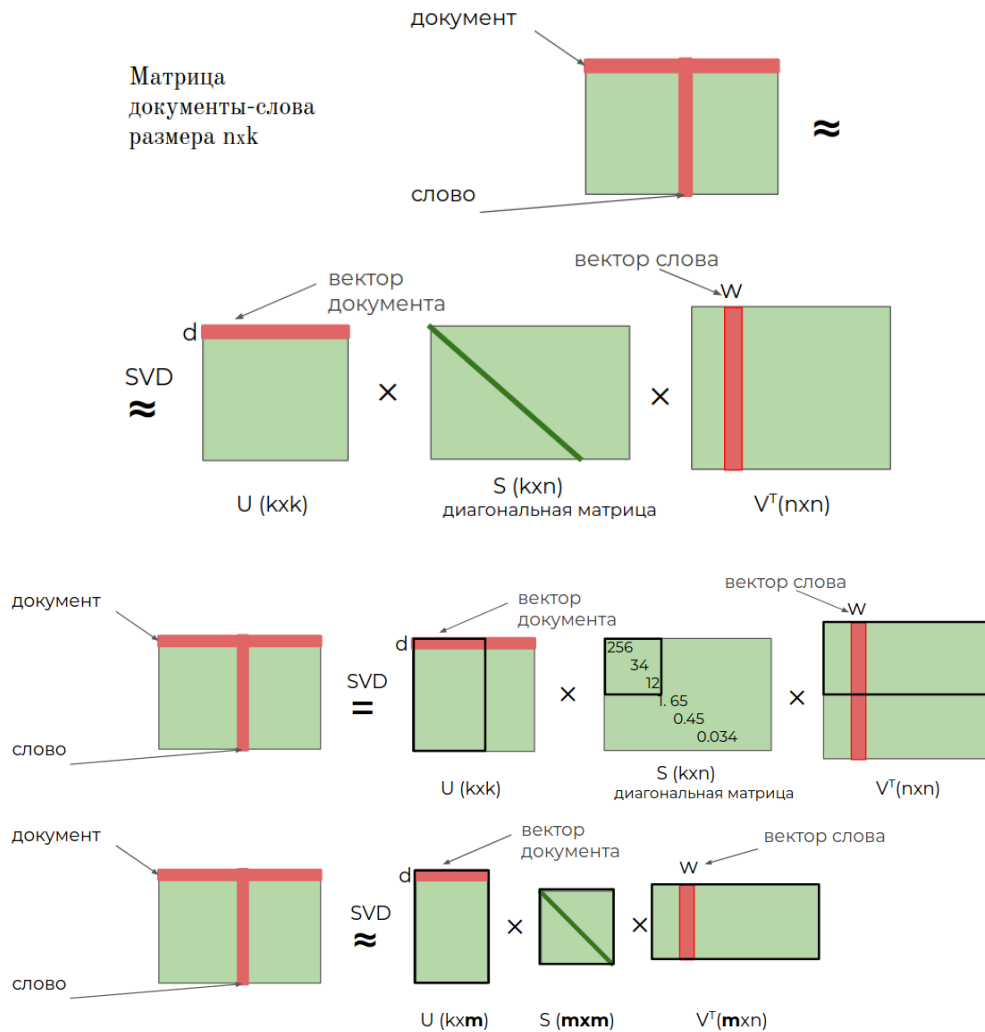 документ
Матрица
документы-слова
размера nxk
≈
слово
вектор слова
вектор
документа
W
d
SVD
≈
×
×
U (kxk)
S (kxn)
диагональная матрица
Vᵀ(nxn)
документ
вектор
документа
вектор слова
W
d
SVD
=
256
34
12
1. 65
0.45
0.034
×
×
слово
U (kxk)
S (kxn)
диагональная матрица
Vᵀ(nxn)
документ
вектор
документа
вектор слова
W
d
SVD
≈
×
×
слово
U (kxm)
S (mxm)
Vᵀ(mxn)